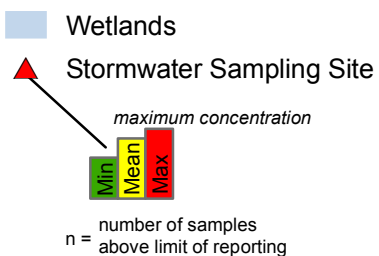 Wetlands
Stormwater Sampling Site
maximum concentration
Min
Mean
Max
n = number of samples
above limit of reporting